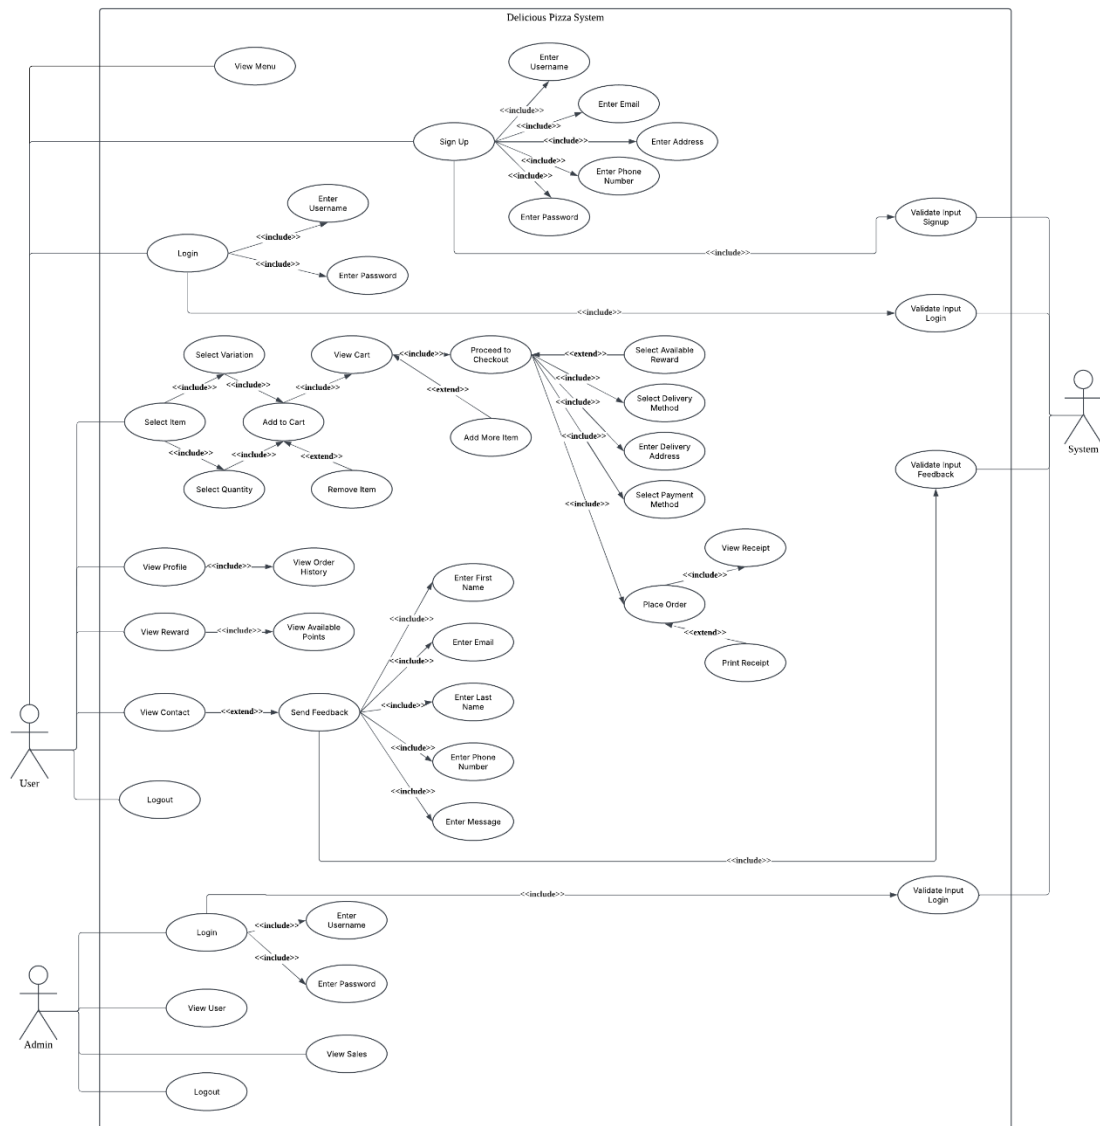 Delicious Pizza System
View Menu
Enter
Username
<<include>>
Enter Email
<<include>>
Sign Up
<<include>>
Enter Address
<<include>>
Enter Phone
Number
<<include>>
Enter Password
Enter
Username
<<include>>
Login
<<include>>
Enter Password
Validate Input
Signup
<<include>>
<<include>>
Validate Input
Login
Select Variation
<<include>>
<<include>>
Select Item
<<include>>
Select Quantity
<<include>>
Add to Cart
<<include>>
<<extend>>
Remove Item
View Cart
<<include>>
<<extend>>
Add More Item
Proceed to
Checkout
<<extend>>
Select Available
Reward
<<include>>
Select Delivery
Method
<<include>>
Enter Delivery
Address
<<include>>
Select Payment
Method
<<include>>
Place Order
<<include>>
View Receipt
<<extend>>
Print Receipt
System
Validate Input
Feedback
View Profile
<<include>>
View Order
History
View Reward
<<include>>
View Available
Points
View Contact
<<extend>>
Send Feedback
<<include>>
Enter First
Name
<<include>>
Enter Email
<<include>>
Enter Last
Name
<<include>>
Enter Phone
Number
<<include>>
Enter Message
<<include>>
User
Logout
<<include>>
Validate Input
Login
Login
<<include>>
Enter
Username
<<include>>
Enter Password
View User
Admin
View Sales
Logout